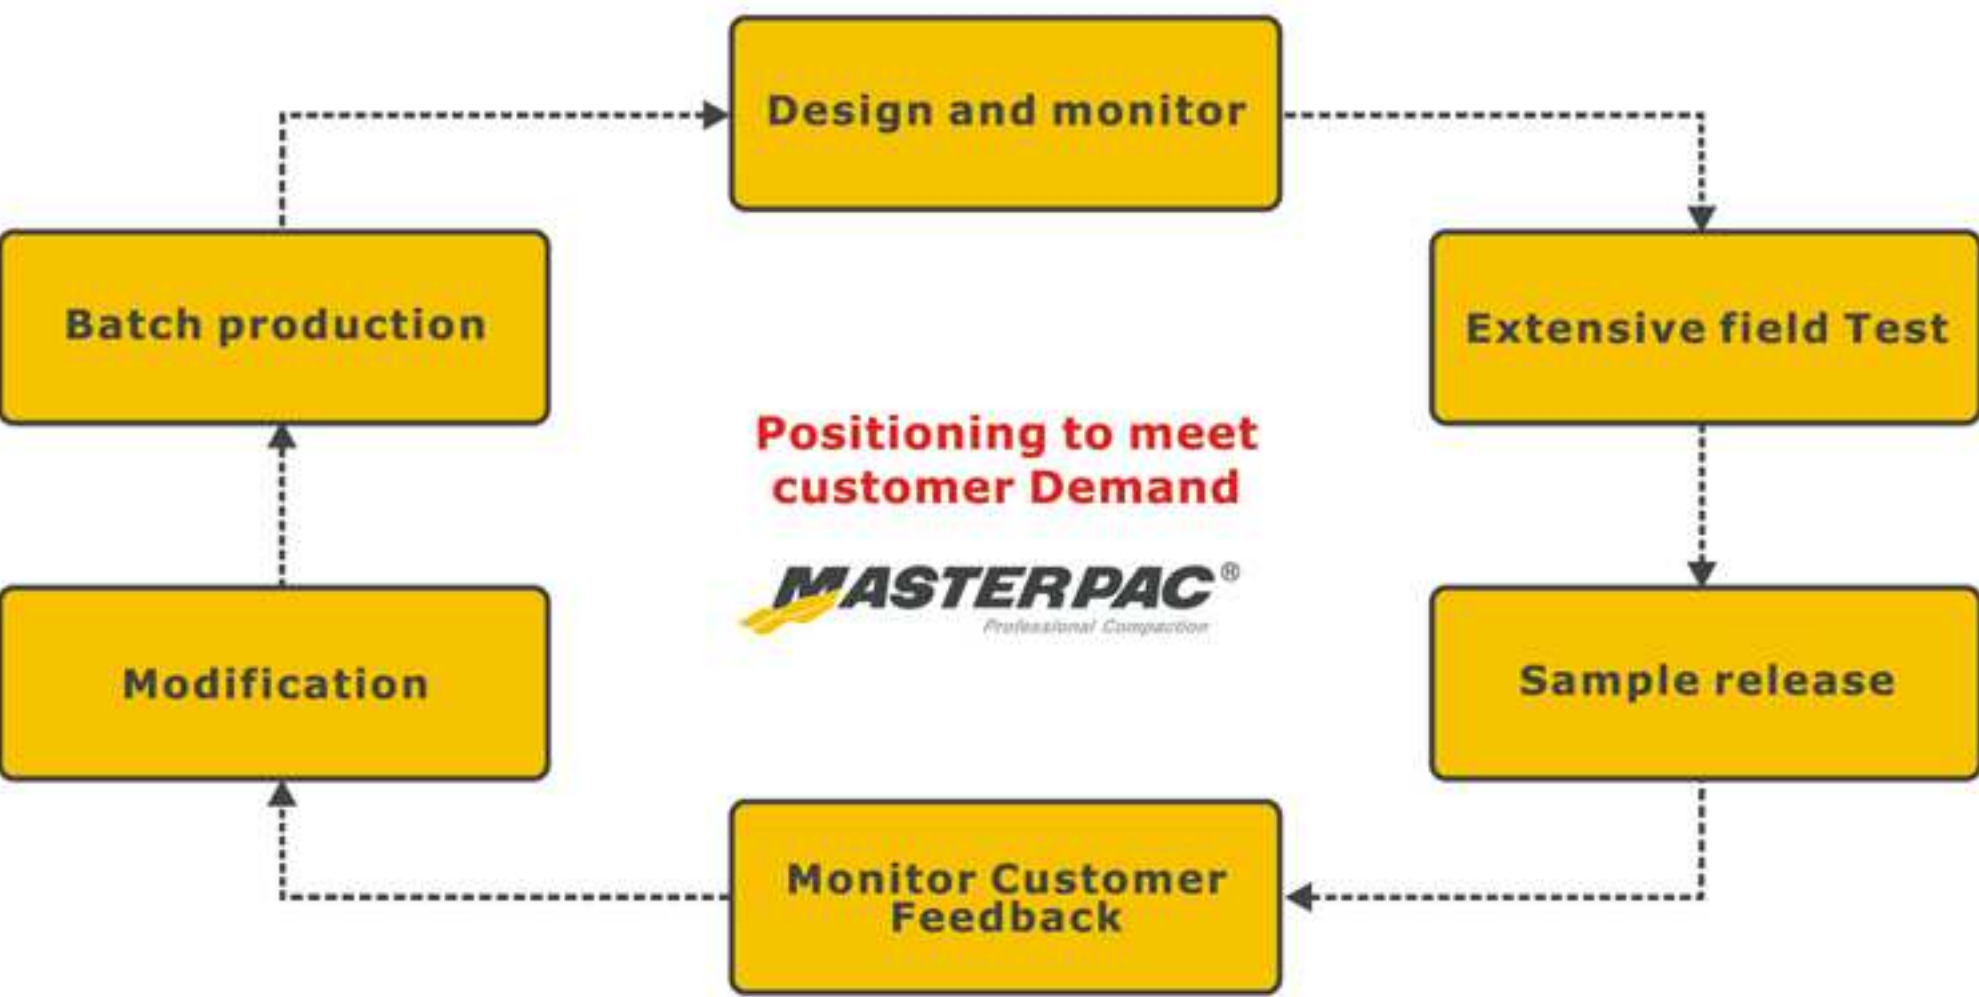 Design and monitor
Batch production
Extensive field Test
Positioning to meet
customer Demand
MASTERPAC®
Professional Compaction
Modification
Sample release
Monitor Customer
Feedback